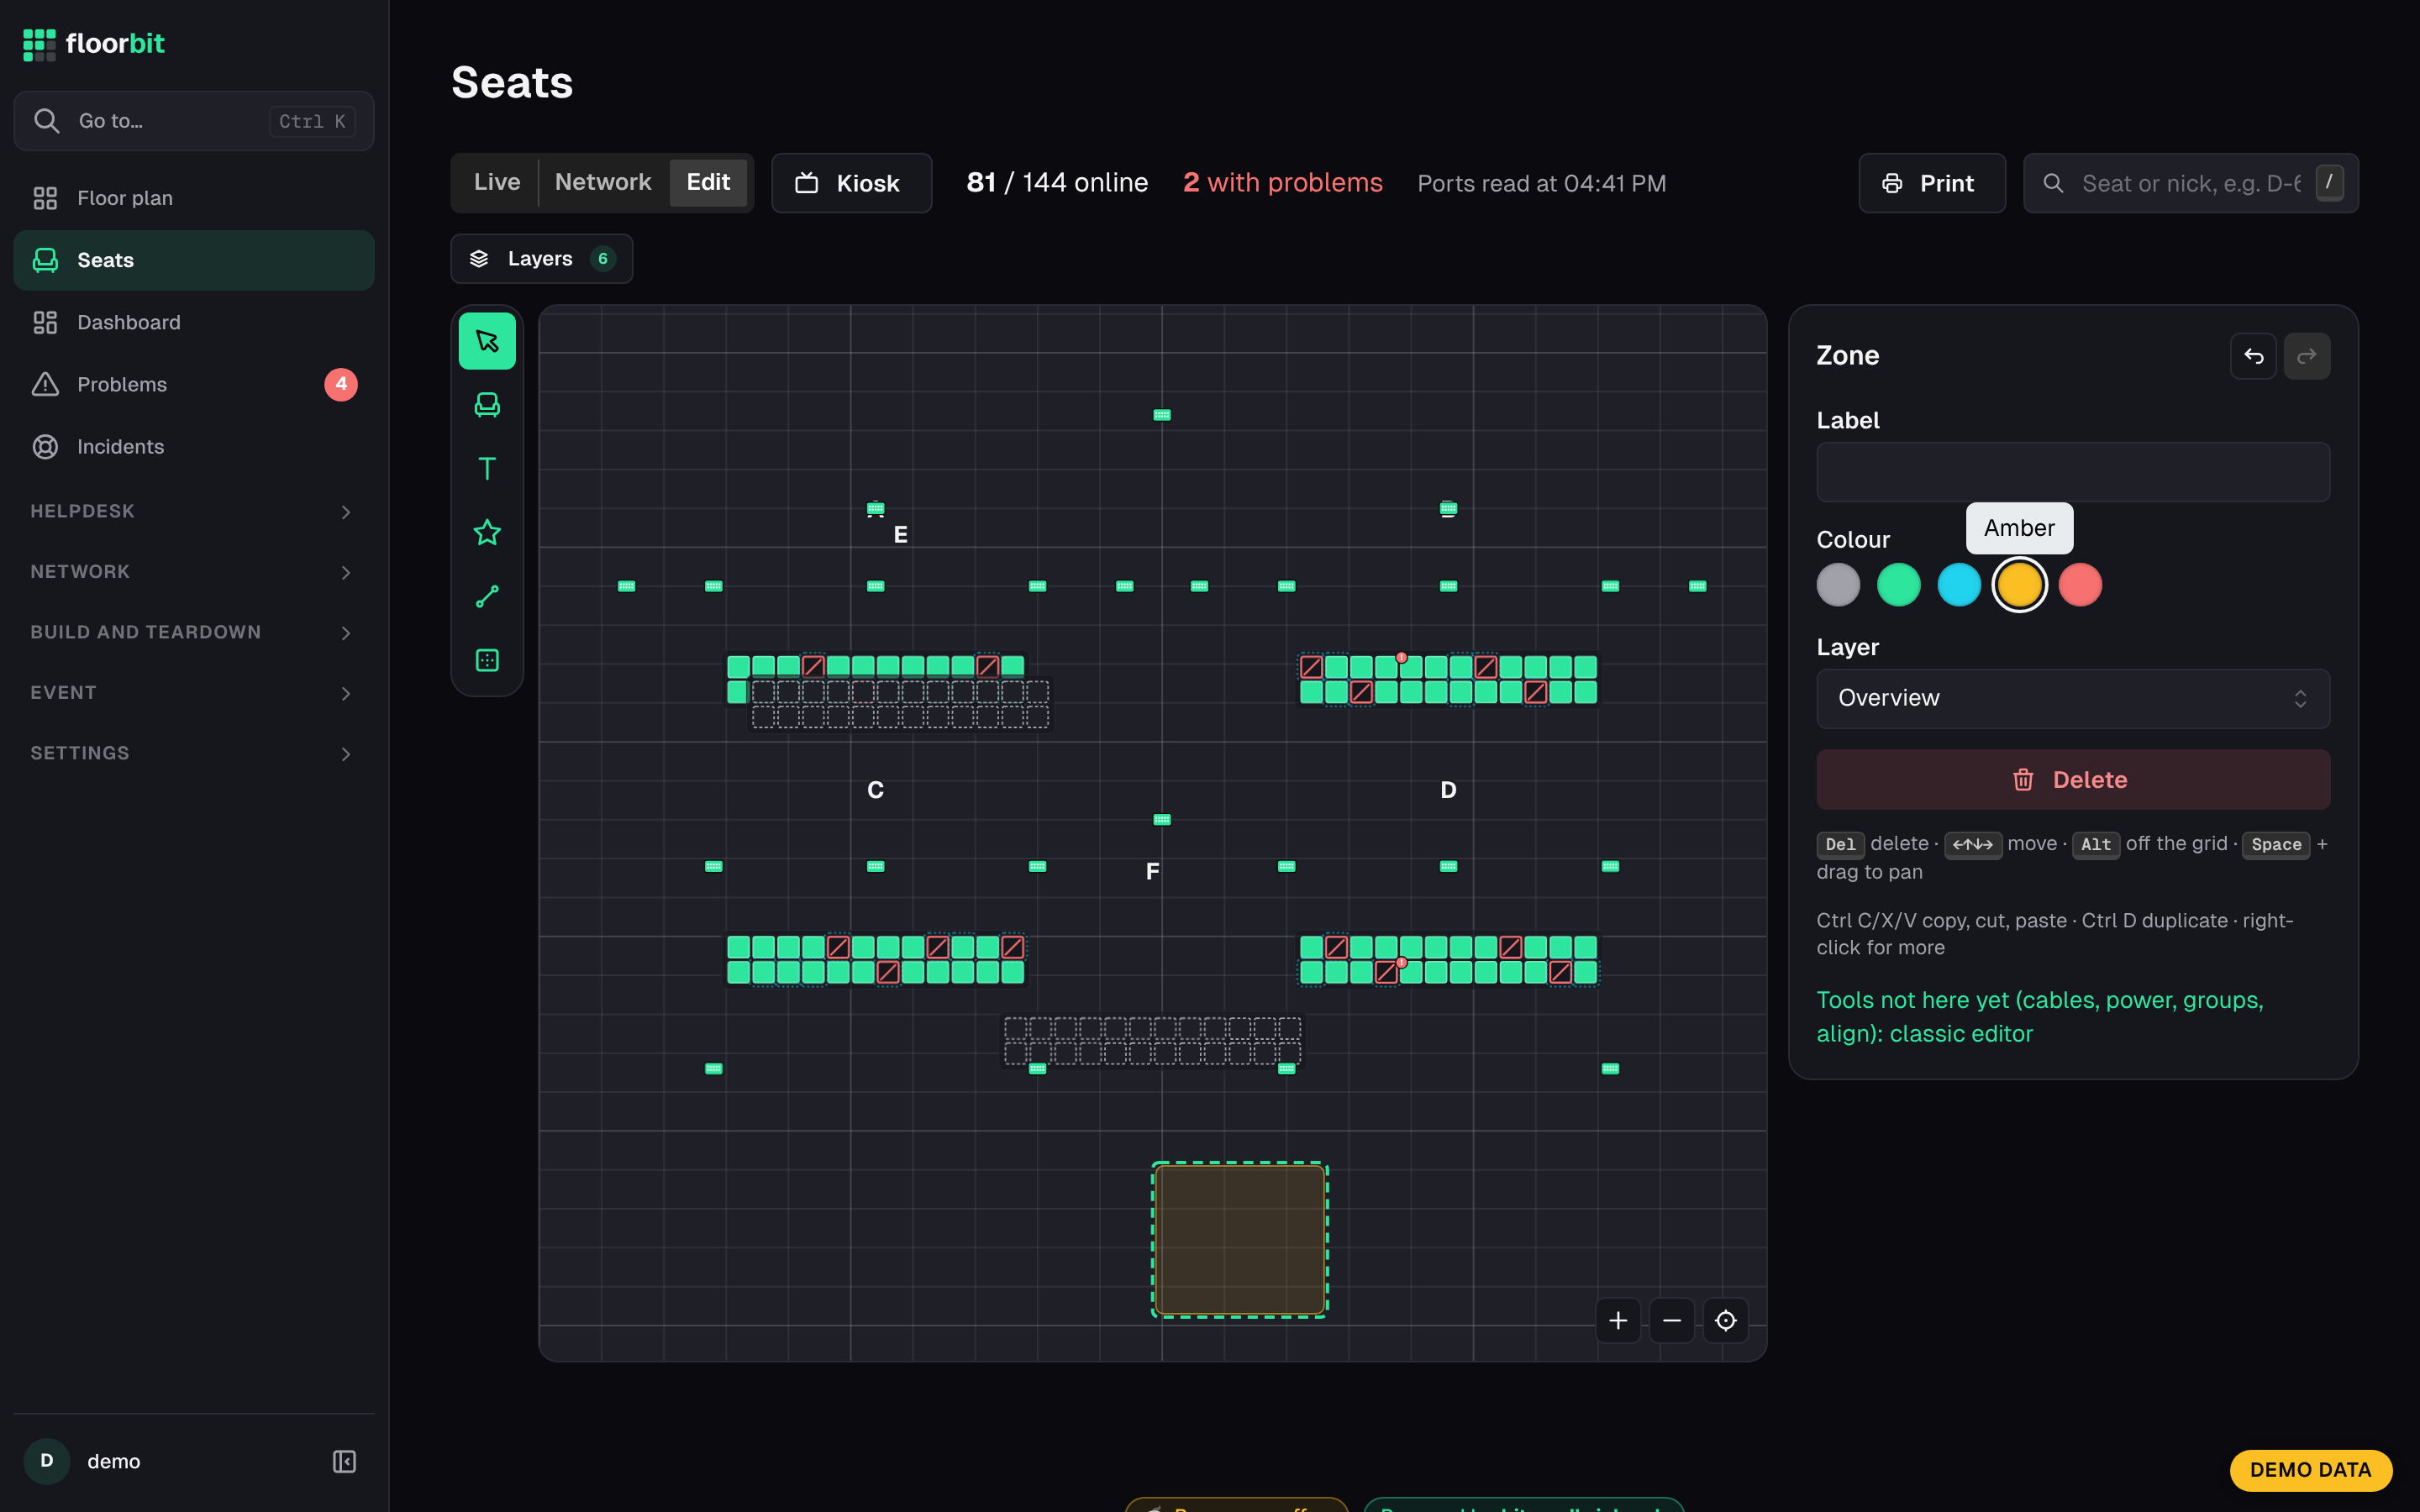 floorbit
Go to…
Ctrl K
Floor plan
Seats
Dashboard
Problems
4
Incidents
HELPDESK
NETWORK
BUILD AND TEARDOWN
EVENT
SETTINGS
D
demo
Seats
Live
Network
Edit
Kiosk
81 / 144 online
2 with problems
Ports read at 04:41 PM
Print
Seat or nick, e.g. D-6
/
Layers
6
E
C
D
F
Zone
Label
Amber
Colour
Layer
Overview
Delete
Del delete · ←↑↓→ move · Alt off the grid · Space +
drag to pan
Ctrl C/X/V copy, cut, paste · Ctrl D duplicate · right-
click for more
Tools not here yet (cables, power, groups,
align): classic editor
DEMO DATA